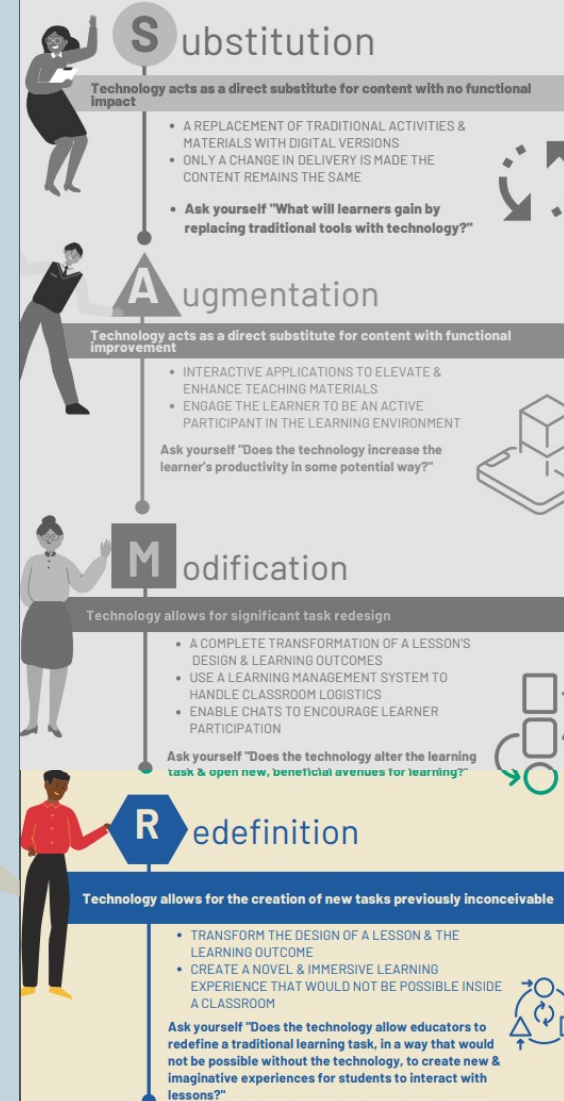 Substitution
Technology acts as a direct substitute for content with no functional
impact
• A REPLACEMENT OF TRADITIONAL ACTIVITIES &
MATERIALS WITH DIGITAL VERSIONS
• ONLY A CHANGE IN DELIVERY IS MADE THE
CONTENT REMAINS THE SAME
• Ask yourself "What will learners gain by
replacing traditional tools with technology?"
Augmentation
Technology acts as a direct substitute for content with functional
improvement
• INTERACTIVE APPLICATIONS TO ELEVATE &
ENHANCE TEACHING MATERIALS
• ENGAGE THE LEARNER TO BE AN ACTIVE
PARTICIPANT IN THE LEARNING ENVIRONMENT
Ask yourself "Does the technology increase the
learner's productivity in some potential way?"
Modification
Technology allows for significant task redesign
• A COMPLETE TRANSFORMATION OF A LESSON'S
DESIGN & LEARNING OUTCOMES
• USE A LEARNING MANAGEMENT SYSTEM TO
HANDLE CLASSROOM LOGISTICS
• ENABLE CHATS TO ENCOURAGE LEARNER
PARTICIPATION
Ask yourself "Does the technology alter the learning
task & open new, beneficial avenues for learning?"
Redefinition
Technology allows for the creation of new tasks previously inconceivable
• TRANSFORM THE DESIGN OF A LESSON & THE
LEARNING OUTCOME
• CREATE A NOVEL & IMMERSIVE LEARNING
EXPERIENCE THAT WOULD NOT BE POSSIBLE INSIDE
A CLASSROOM
Ask yourself "Does the technology allow educators to
redefine a traditional learning task, in a way that would
not be possible without the technology, to create new &
imaginative experiences for students to interact with
lessons?"